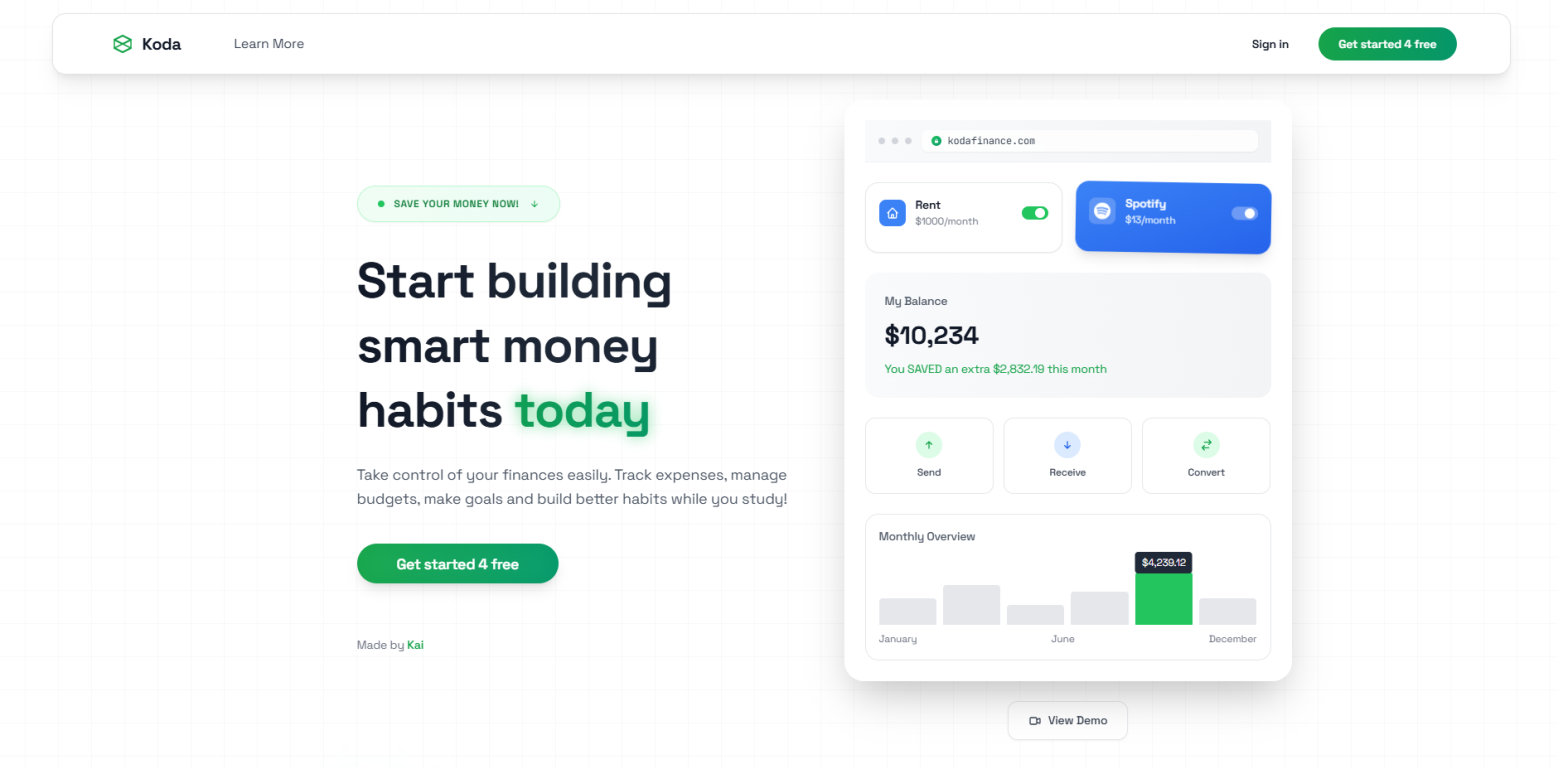 Koda
Learn More
Sign in
Get started 4 free
SAVE YOUR MONEY NOW! ↓
Start building
smart money
habits today
Take control of your finances easily. Track expenses, manage
budgets, make goals and build better habits while you study!
Get started 4 free
Made by Kai
kodafinance.com
Rent
$1000/month
Spotify
$13/month
My Balance
$10,234
You SAVED an extra $2,832.19 this month
Send
Receive
Convert
Monthly Overview
$4,239.12
January
June
December
View Demo